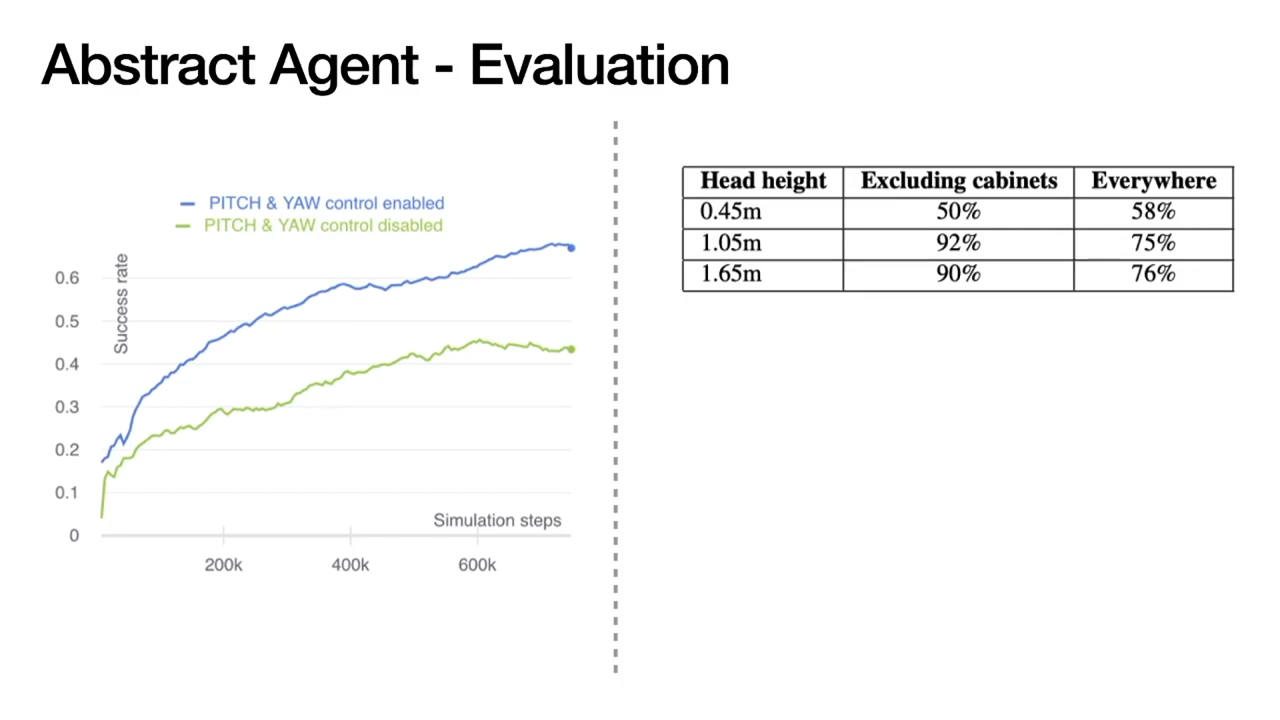 Abstract Agent - Evaluation
PITCH & YAW control enabled
PITCH & YAW control disabled
Success rate
0.6
0.5
0.4
0.3
0.2
0.1
0
Simulation steps
200k 400k 600k
Head height Excluding cabinets Everywhere
0.45m 50% 58%
1.05m 92% 75%
1.65m 90% 76%